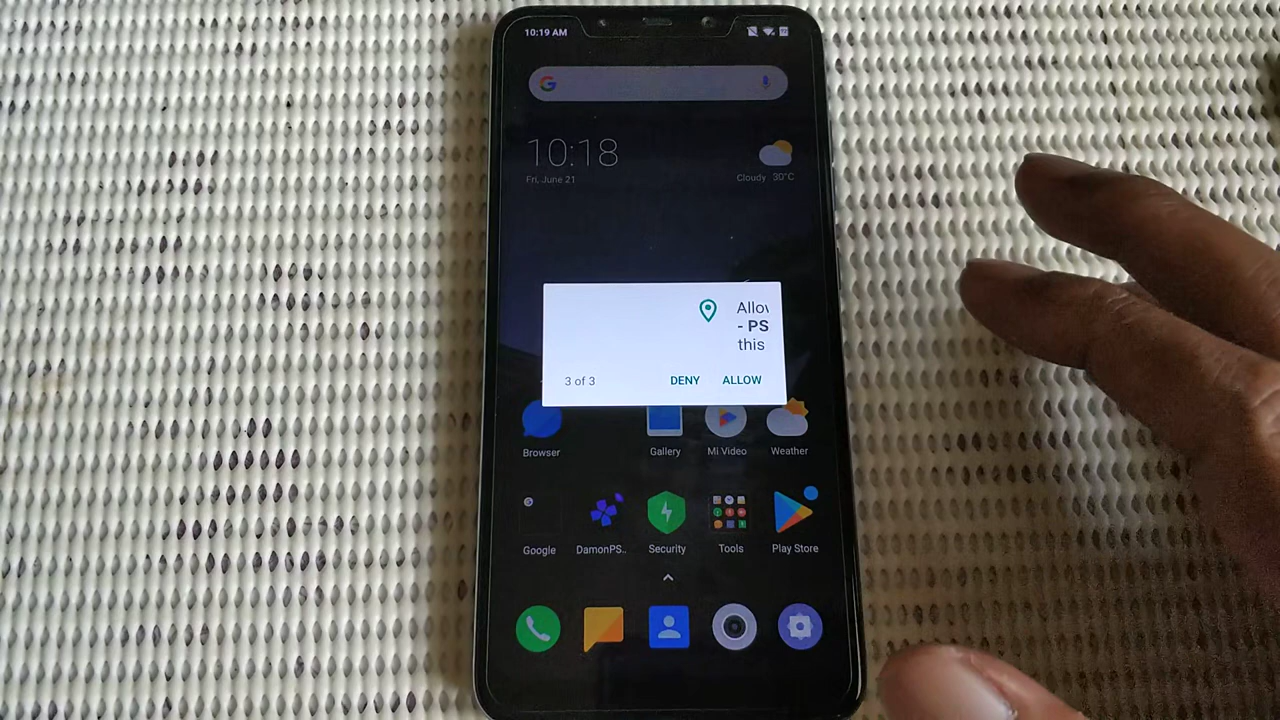 10:19 AM
10:18
Fri, June 21
Cloudy 30°C
Allow
- PS
this
3 of 3
DENY
ALLOW
Browser
Gallery
Mi Video
Weather
Google
DamonPS..
Security
Tools
Play Store